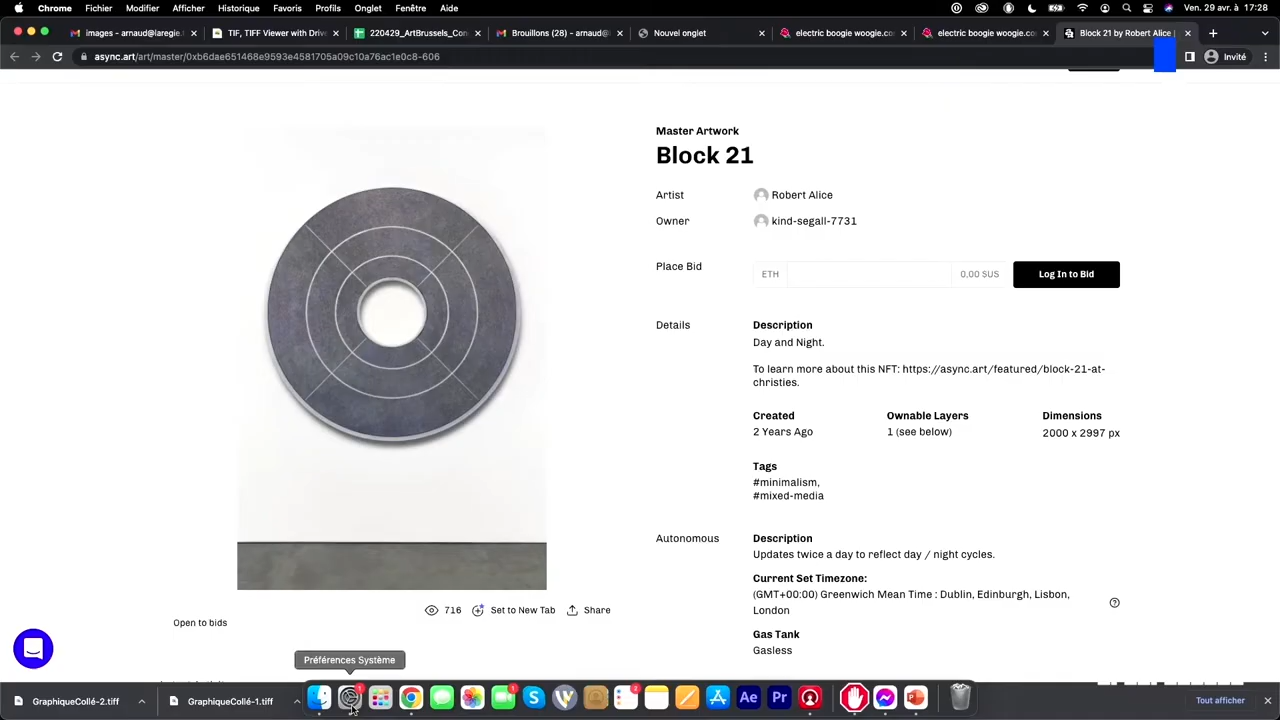 Chrome Fichier Modifier Affichage Historique Favoris Profils Onglet Fenêtre Aide Ven. 29 avr. à 17:28
images - arnaud@laregie. TIF, TIFF Viewer with Drive 220429_ArtBrussels_Con Brouillons (28) - arnaud@ Nouvel onglet electric boogie woogie.co electric boogie woogie.co Block 21 by Robert Alice |
async.art/art/master/0xb6dae651468e9593e4581705a09c10a76ac1e0c8-606 Invité
Master Artwork
Block 21
Artist Robert Alice
Owner kind-segall-7731
Place Bid ETH 0,00 $US Log In to Bid
Details Description
Day and Night.
To learn more about this NFT: https://async.art/featured/block-21-at-
christies.
Created Ownable Layers Dimensions
2 Years Ago 1 (see below) 2000 x 2997 px
Tags
#minimalism,
#mixed-media
Autonomous Description
Updates twice a day to reflect day / night cycles.
Current Set Timezone:
(GMT+00:00) Greenwich Mean Time : Dublin, Edinburgh, Lisbon,
London
716 Set to New Tab Share
Open to bids
Gas Tank
Gasless
Préférences Système
GraphiqueCollé-2.tiff GraphiqueCollé-1.tiff Ae Pr Tout afficher